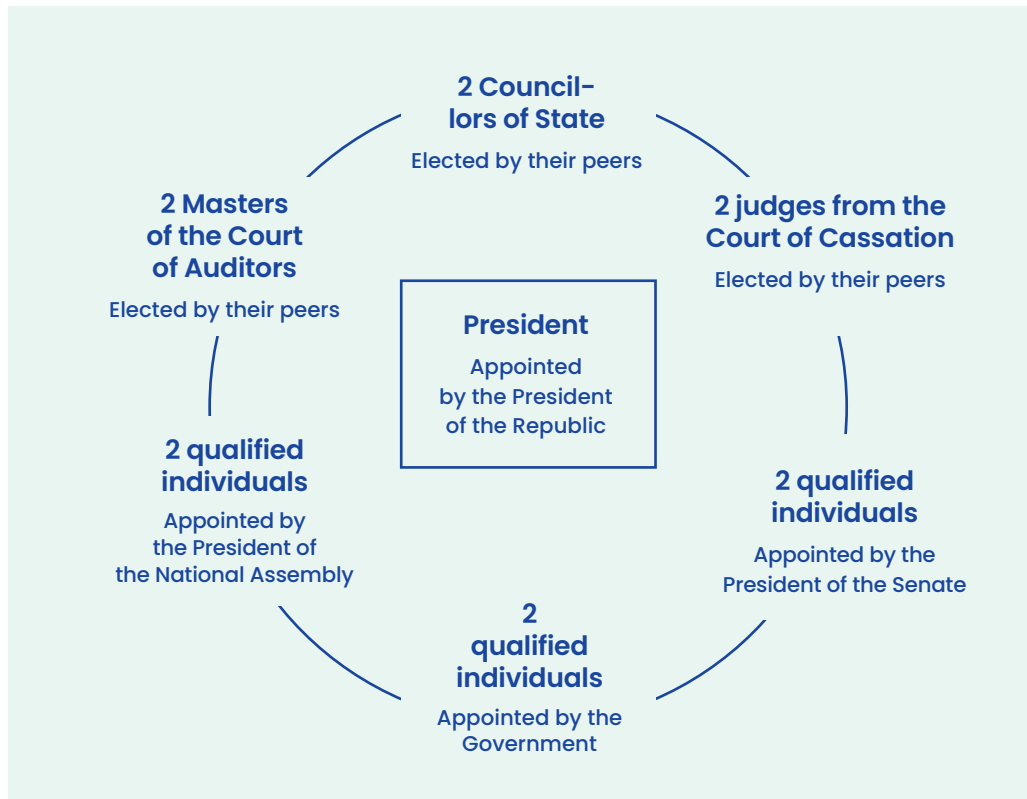 2 Council-
lors of State
Elected by their peers
2 Masters
of the Court
of Auditors
Elected by their peers
2 judges from the
Court of Cassation
Elected by their peers
President
Appointed
by the President
of the Republic
2 qualified
individuals
Appointed by
the President of
the National Assembly
2 qualified
individuals
Appointed by the
President of the Senate
2
qualified
individuals
Appointed by the
Government